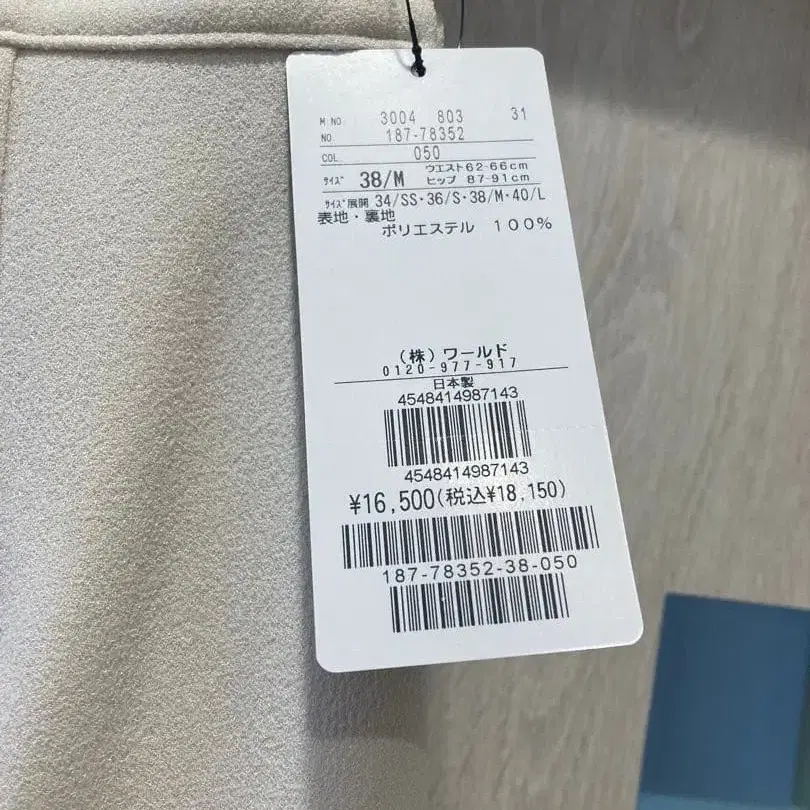 M NO 3004 803 31
NO 187-78352
COL 050
ｻｲｽﾞ 38/M ウエスト62-66cm
ヒップ 87-91cm
ｻｲｽﾞ展開 34/SS・36/S・38/M・40/L
表地・裏地
ポリエステル 100%
(株)ワールド
0120-977-917
日本製
4548414987143
4548414987143
¥16,500(税込¥18,150)
187-78352-38-050